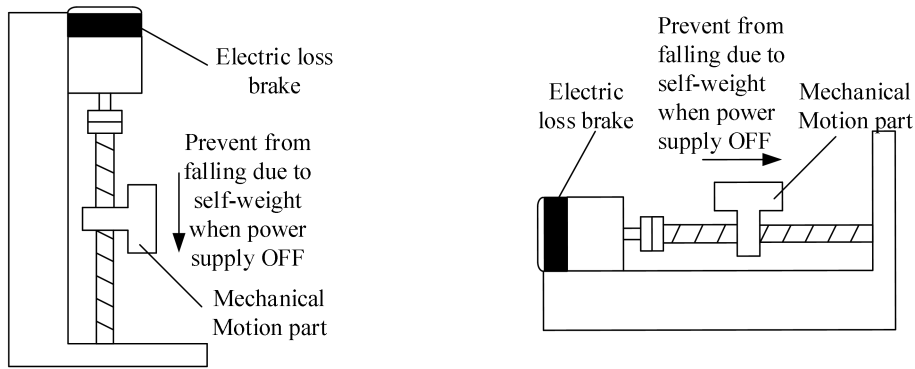 Electric loss
brake
Prevent from
falling due to
self-weight
when power
supply OFF
Mechanical
Motion part
Electric
loss brake
Prevent from
falling due to
self-weight
when power
supply OFF
Mechanical
Motion part